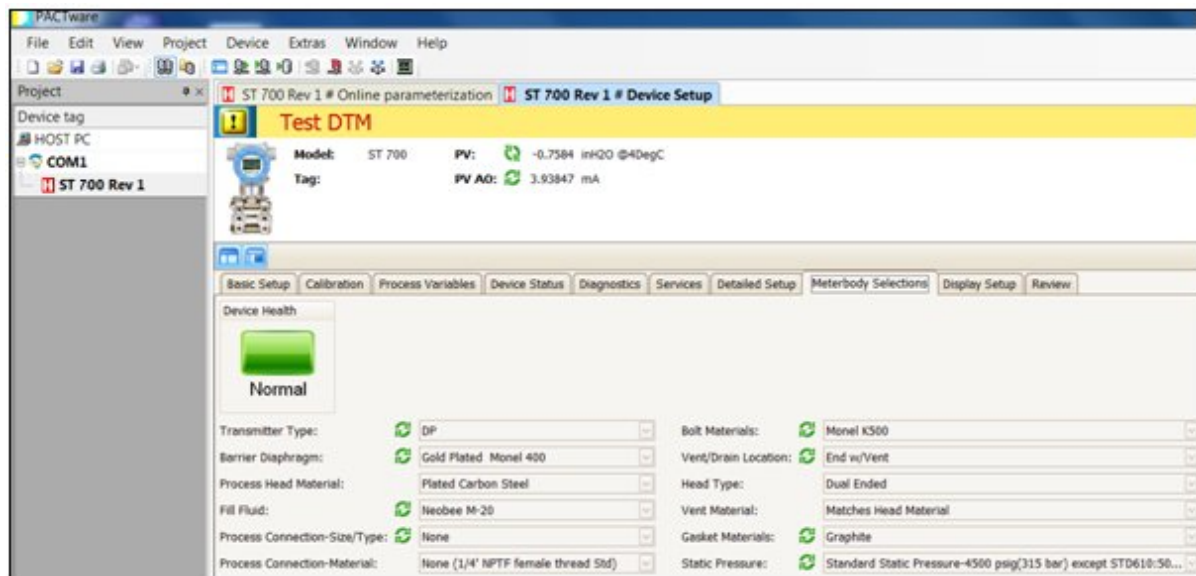 PACTware
File Edit View Project Device Extras Window Help
Project
ST 700 Rev 1 # Online parameterization ST 700 Rev 1 # Device Setup
Device tag
HOST PC
COM1
ST 700 Rev 1
Test DTM
Model: ST 700 PV: -0.7584 inH2O @4DegC
Tag: PV AO: 3.93847 mA
Basic Setup Calibration Process Variables Device Status Diagnostics Services Detailed Setup Meterbody Selections Display Setup Review
Device Health
Normal
Transmitter Type: DP Bolt Materials: Monel K500
Barrier Diaphragm: Gold Plated Monel 400 Vent/Drain Location: End w/Vent
Process Head Material: Plated Carbon Steel Head Type: Dual Ended
Fill Fluid: Neobee M-20 Vent Material: Matches Head Material
Process Connection-Size/Type: None Gasket Materials: Graphite
Process Connection-Material: None (1/4' NPTF female thread Std) Static Pressure: Standard Static Pressure-4500 psig(315 bar) except STD610:50...